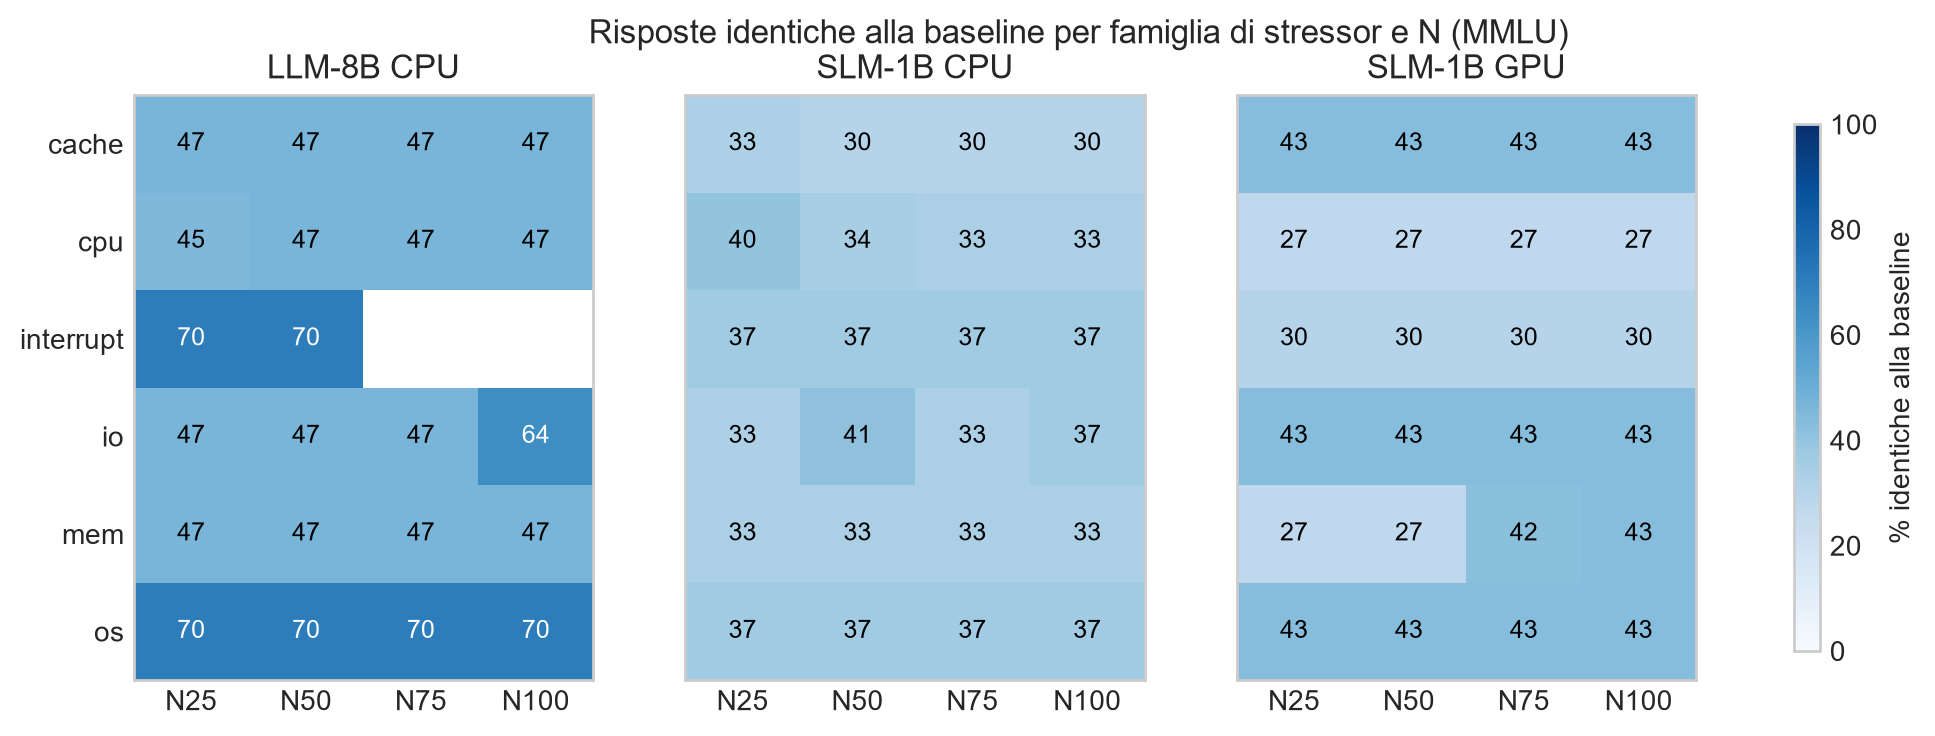 Risposte identiche alla baseline per famiglia di stressor e N (MMLU)
LLM-8B CPU SLM-1B CPU SLM-1B GPU
cache 47 47 47 47 33 30 30 30 43 43 43 43
cpu 45 47 47 47 40 34 33 33 27 27 27 27
interrupt 70 70 37 37 37 37 30 30 30 30
io 47 47 47 64 33 41 33 37 43 43 43 43
mem 47 47 47 47 33 33 33 33 27 27 42 43
os 70 70 70 70 37 37 37 37 43 43 43 43
N25 N50 N75 N100 N25 N50 N75 N100 N25 N50 N75 N100
100
80
60
40
20
0
% identiche alla baseline